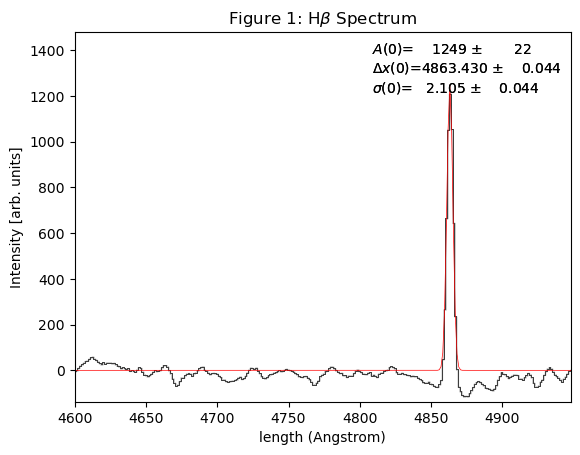 Figure 1: Hβ Spectrum
A(0)= 1249 ± 22
Δx(0)=4863.430 ± 0.044
σ(0)= 2.105 ± 0.044
Intensity [arb. units]
1400
1200
1000
800
600
400
200
0
4600 4650 4700 4750 4800 4850 4900
length (Angstrom)